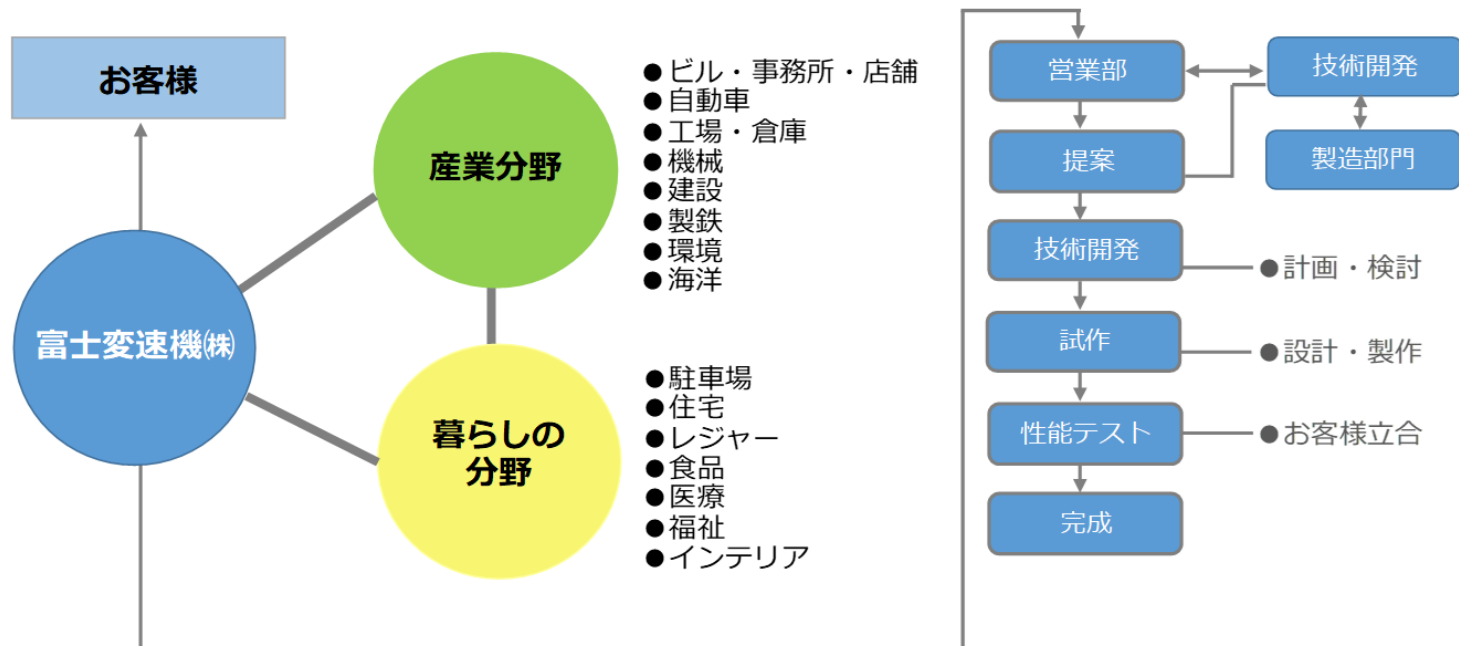 お客様
産業分野
富士変速機㈱
暮らしの
分野
●ビル・事務所・店舗
●自動車
●工場・倉庫
●機械
●建設
●製鉄
●環境
●海洋
●駐車場
●住宅
●レジャー
●食品
●医療
●福祉
●インテリア
営業部
技術開発
提案
製造部門
技術開発
●計画・検討
試作
●設計・製作
性能テスト
●お客様立合
完成